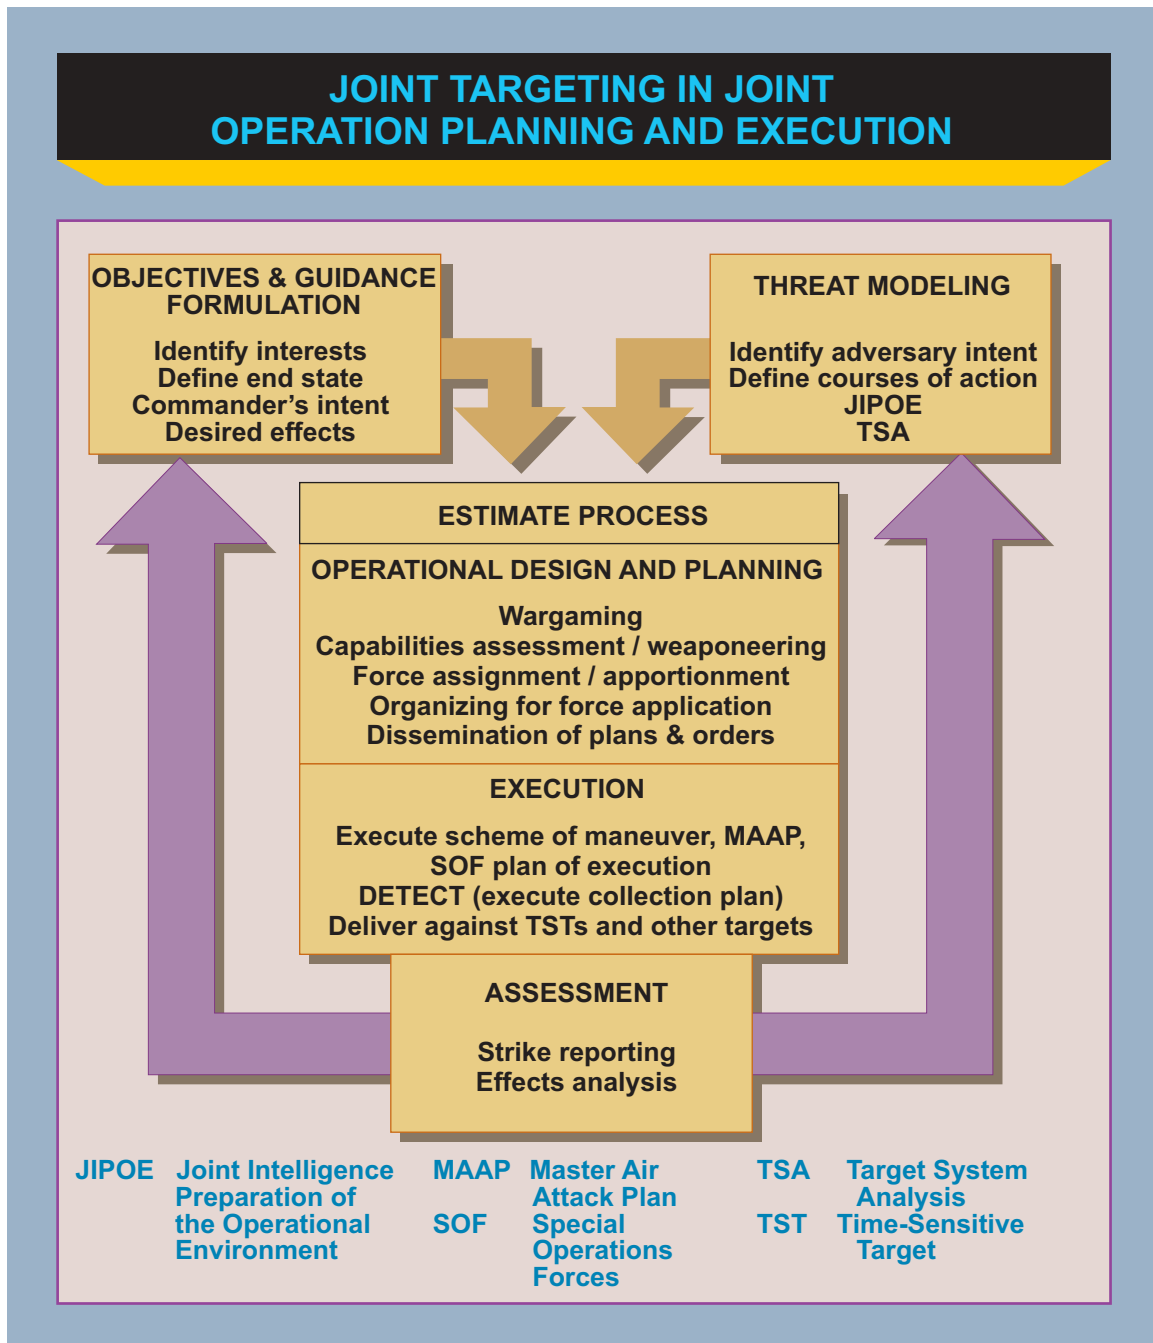 JOINT TARGETING IN JOINT
OPERATION PLANNING AND EXECUTION
OBJECTIVES & GUIDANCE
FORMULATION
Identify interests
Define end state
Commander’s intent
Desired effects
THREAT MODELING
Identify adversary intent
Define courses of action
JIPOE
TSA
ESTIMATE PROCESS
OPERATIONAL DESIGN AND PLANNING
Wargaming
Capabilities assessment / weaponeering
Force assignment / apportionment
Organizing for force application
Dissemination of plans & orders
EXECUTION
Execute scheme of maneuver, MAAP,
SOF plan of execution
DETECT (execute collection plan)
Deliver against TSTs and other targets
ASSESSMENT
Strike reporting
Effects analysis
JIPOE Joint Intelligence
Preparation of
the Operational
Environment
MAAP Master Air
Attack Plan
SOF Special
Operations
Forces
TSA Target System
Analysis
TST Time-Sensitive
Target